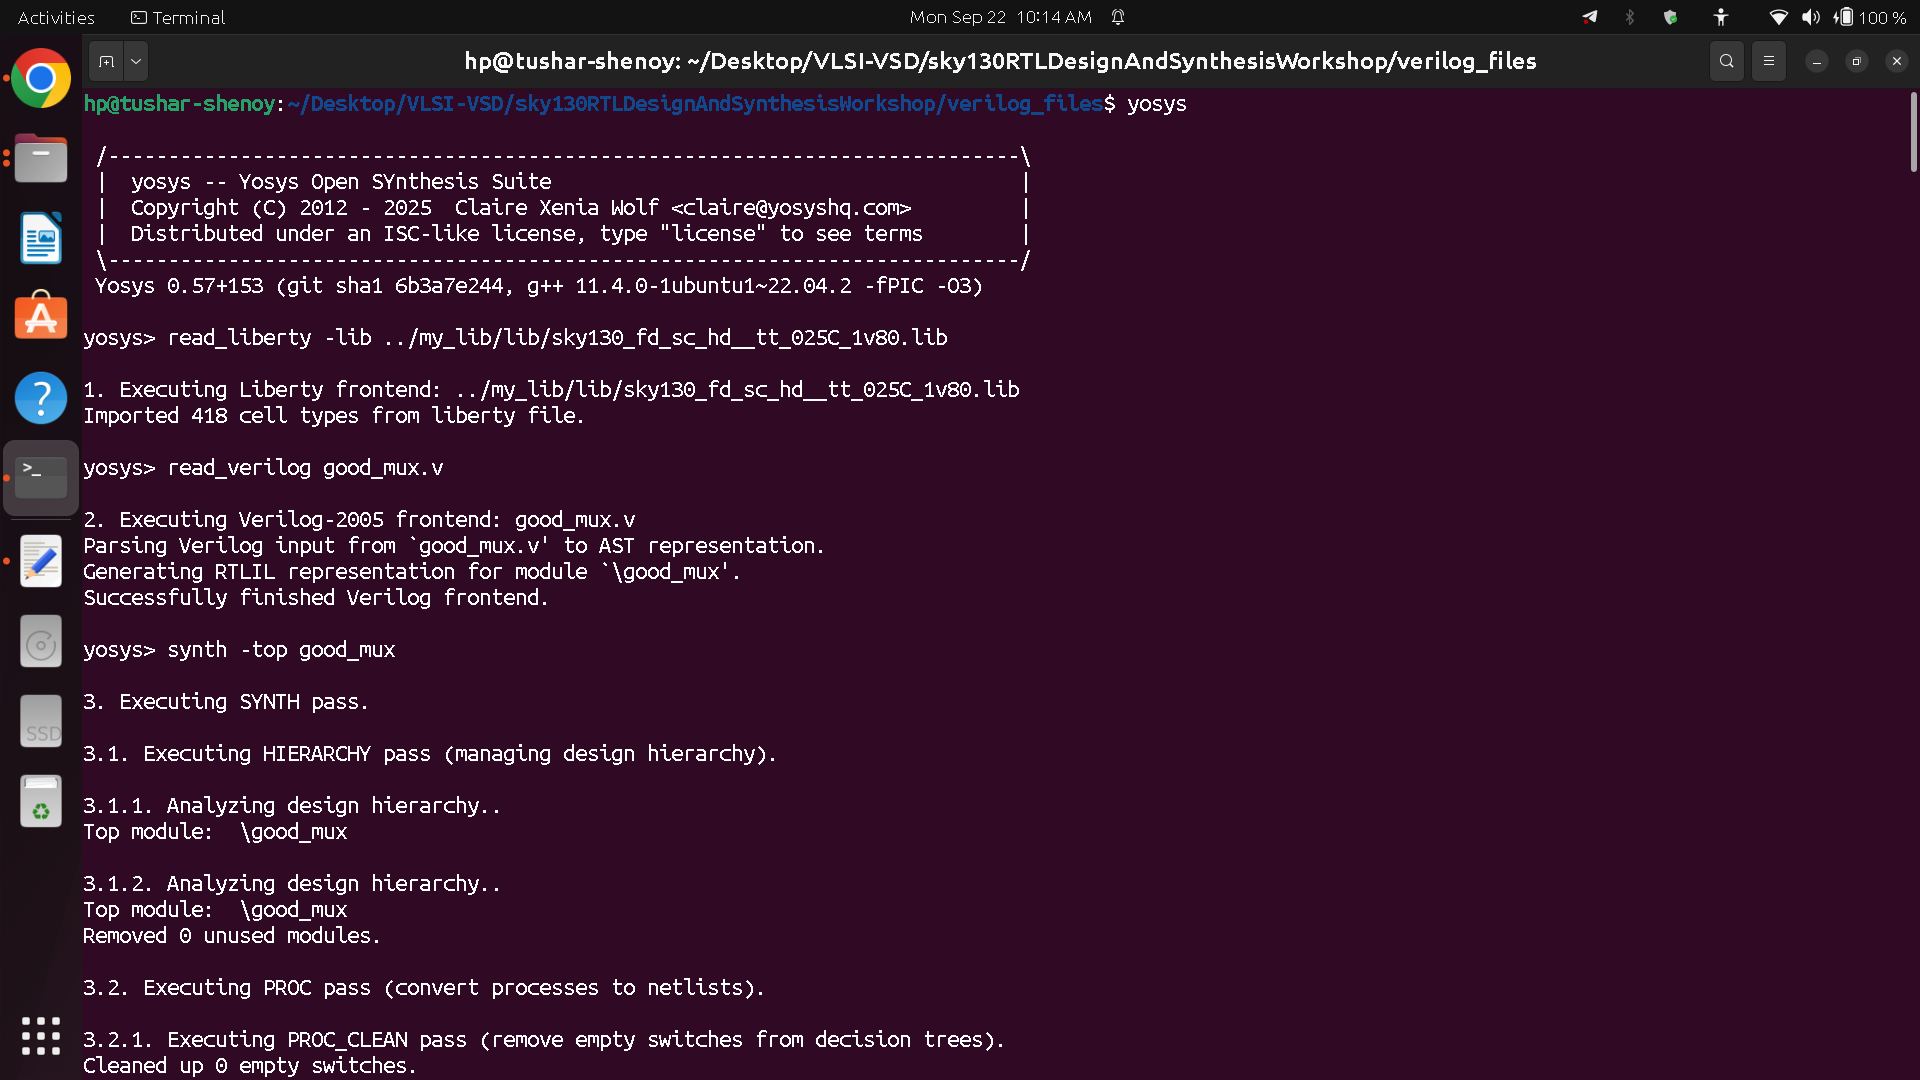 Activities
Terminal
Mon Sep 22 10:14 AM
100 %
hp@tushar-shenoy: ~/Desktop/VLSI-VSD/sky130RTLDesignAndSynthesisWorkshop/verilog_files
hp@tushar-shenoy:~/Desktop/VLSI-VSD/sky130RTLDesignAndSynthesisWorkshop/verilog_files$ yosys
/----------------------------------------------------------------------------\
| yosys -- Yosys Open SYnthesis Suite |
| Copyright (C) 2012 - 2025 Claire Xenia Wolf <claire@yosyshq.com> |
| Distributed under an ISC-like license, type "license" to see terms |
\----------------------------------------------------------------------------/
Yosys 0.57+153 (git sha1 6b3a7e244, g++ 11.4.0-1ubuntu1~22.04.2 -fPIC -O3)
yosys> read_liberty -lib ../my_lib/lib/sky130_fd_sc_hd__tt_025C_1v80.lib
1. Executing Liberty frontend: ../my_lib/lib/sky130_fd_sc_hd__tt_025C_1v80.lib
Imported 418 cell types from liberty file.
yosys> read_verilog good_mux.v
2. Executing Verilog-2005 frontend: good_mux.v
Parsing Verilog input from `good_mux.v' to AST representation.
Generating RTLIL representation for module `\good_mux'.
Successfully finished Verilog frontend.
yosys> synth -top good_mux
3. Executing SYNTH pass.
3.1. Executing HIERARCHY pass (managing design hierarchy).
3.1.1. Analyzing design hierarchy..
Top module:  \good_mux
3.1.2. Analyzing design hierarchy..
Top module:  \good_mux
Removed 0 unused modules.
3.2. Executing PROC pass (convert processes to netlists).
3.2.1. Executing PROC_CLEAN pass (remove empty switches from decision trees).
Cleaned up 0 empty switches.
SSD